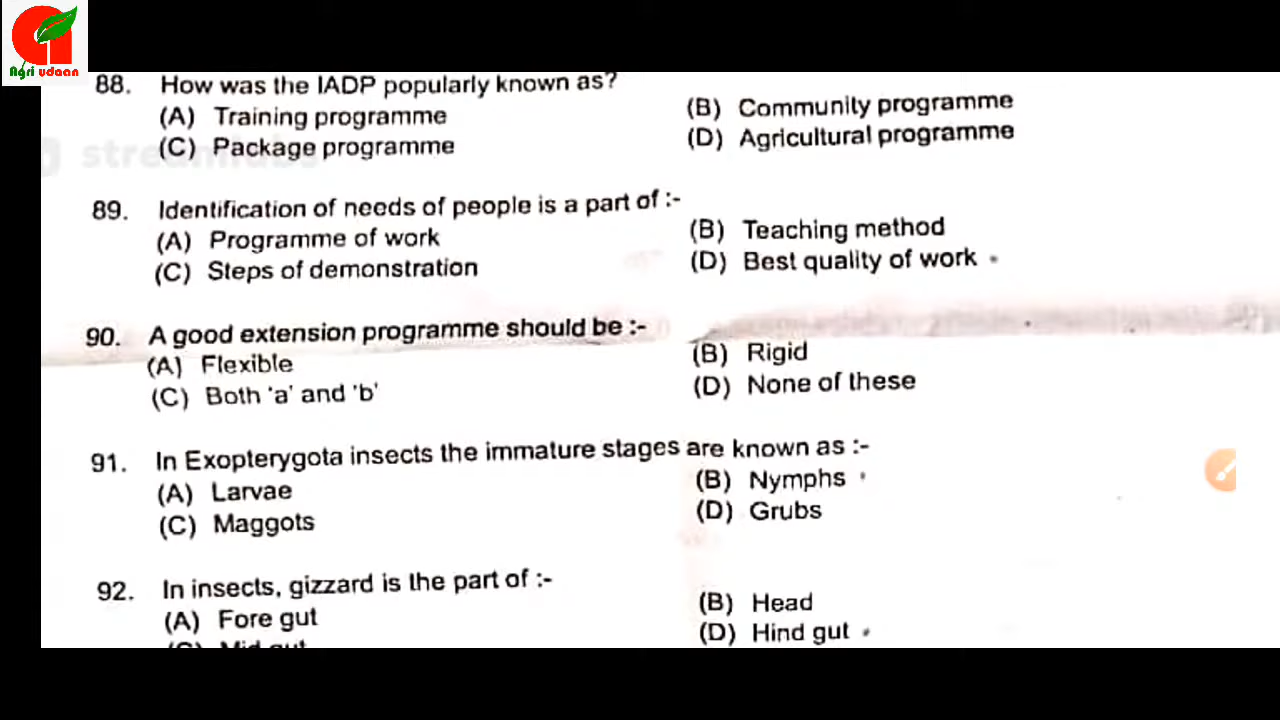 Agri udaan
88. How was the IADP popularly known as?
(A) Training programme (B) Community programme
(C) Package programme (D) Agricultural programme
streamlabs
89. Identification of needs of people is a part of :-
(A) Programme of work (B) Teaching method
(C) Steps of demonstration (D) Best quality of work
90. A good extension programme should be :-
(A) Flexible (B) Rigid
(C) Both 'a' and 'b' (D) None of these
91. In Exopterygota insects the immature stages are known as :-
(A) Larvae (B) Nymphs
(C) Maggots (D) Grubs
92. In insects, gizzard is the part of :-
(A) Fore gut (B) Head
(C) Mid gut (D) Hind gut